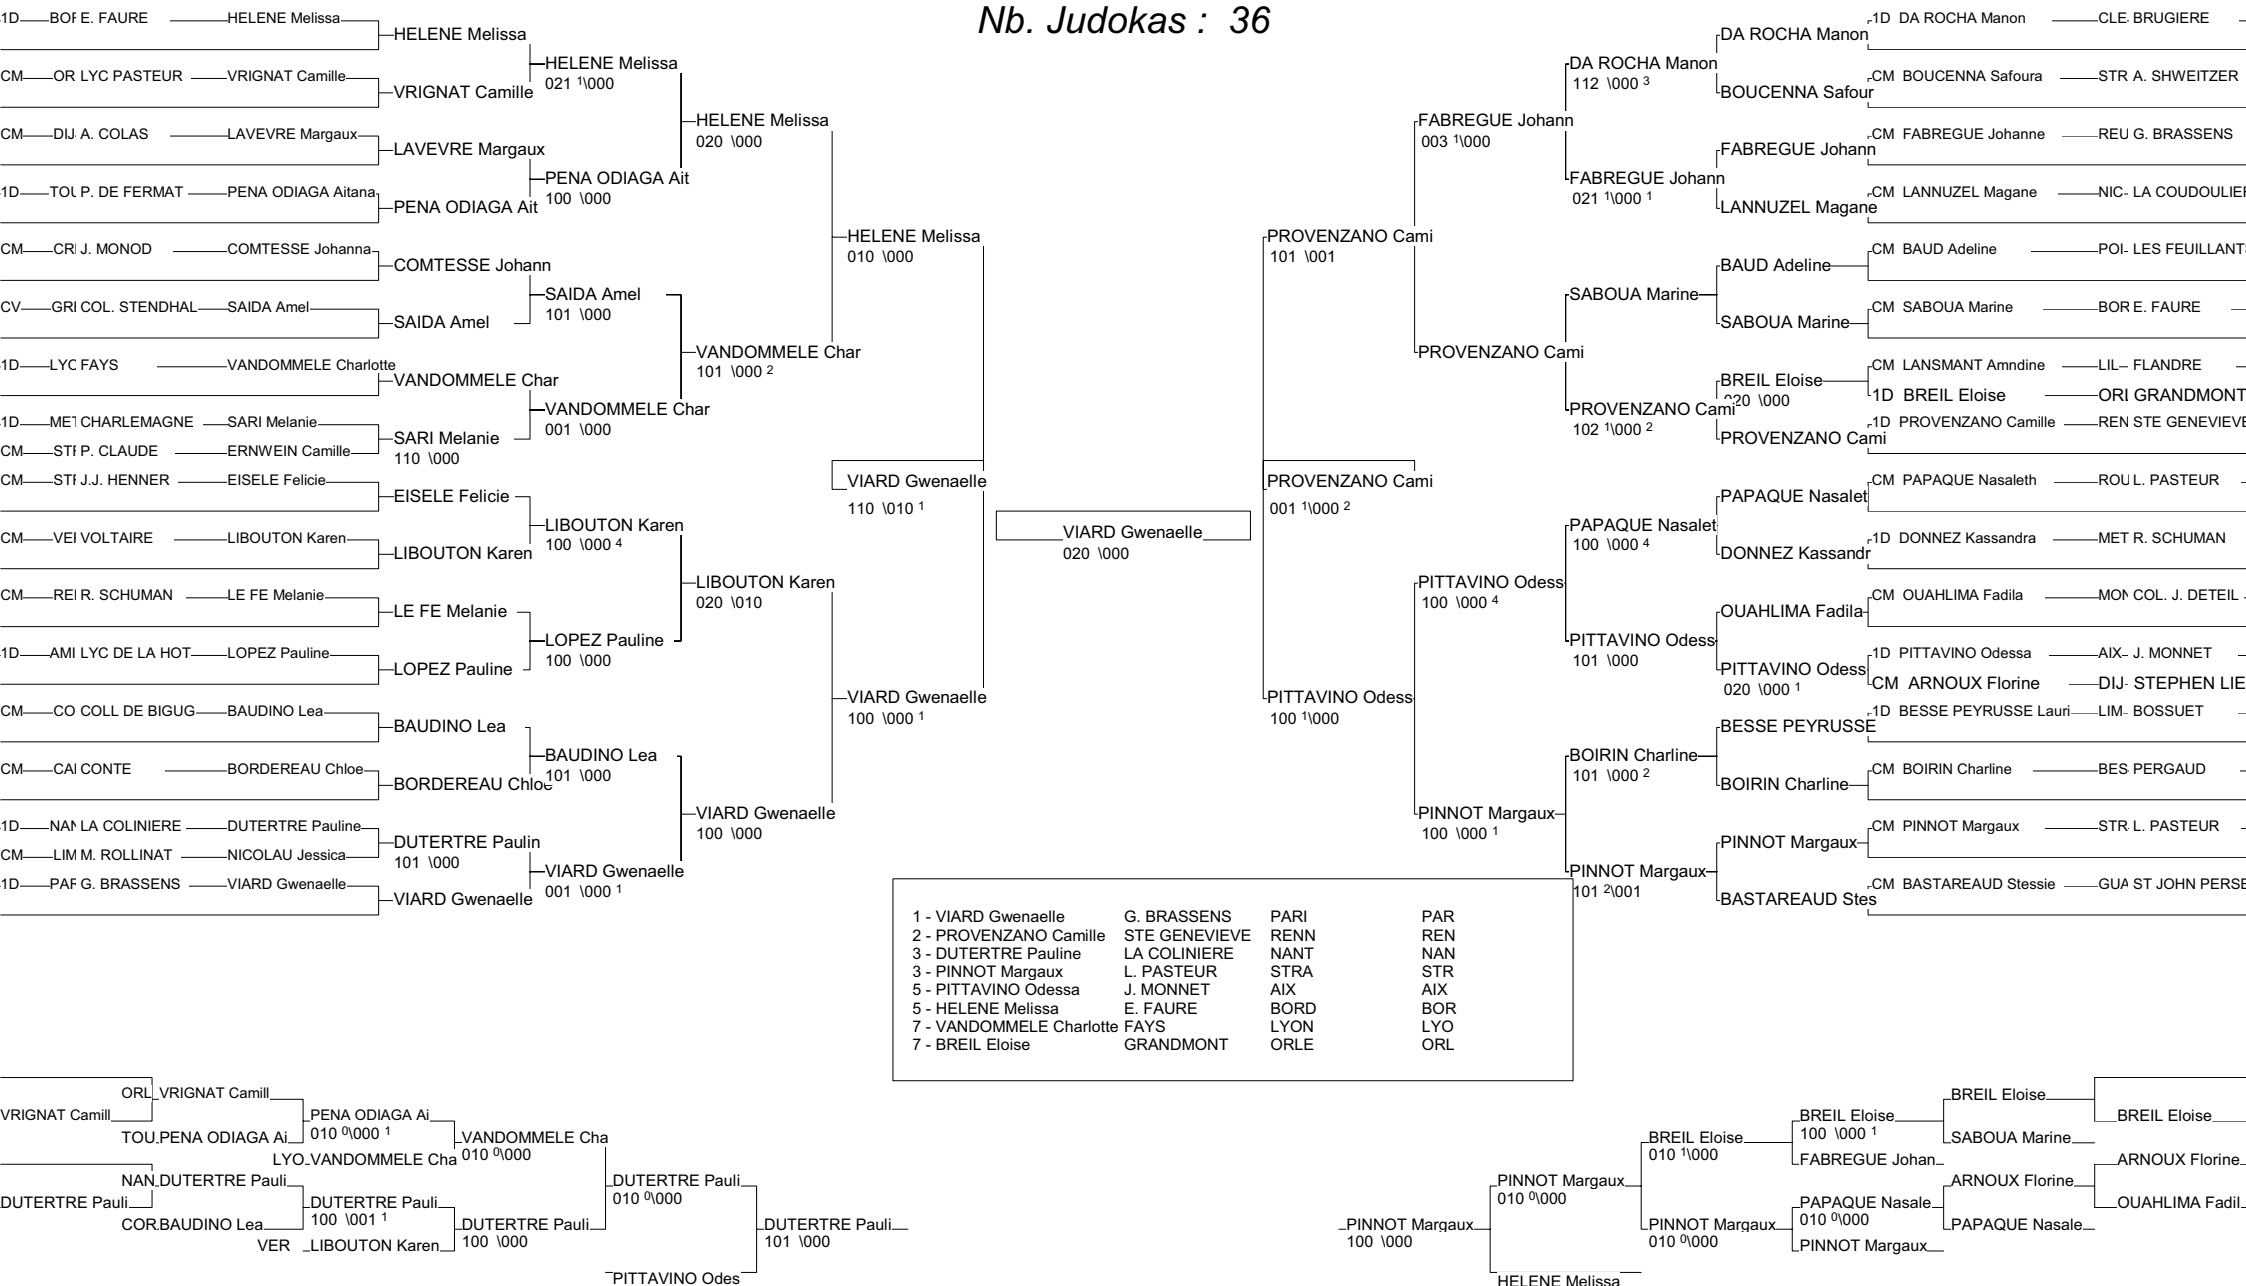 Nb. Judokas : 36
1D BOF E. FAURE HELENE Melissa
CM OR LYC PASTEUR VRIGNAT Camille
CM DIJ A. COLAS LAVEVRE Margaux
1D TOU P. DE FERMAT PENA ODIAGA Aitana
CM CRI J. MONOD COMTESSE Johanna
CV GRI COL. STENDHAL SAIDA Amel
1D LYC FAYS VANDOMMELE Charlotte
1D MET CHARLEMAGNE SARI Melanie
CM STF P. CLAUDE ERNWEIN Camille
CM STF J.J. HENNER EISELE Felicie
CM VEI VOLTAIRE LIBOUTON Karen
CM REI R. SCHUMAN LE FE Melanie
1D AMI LYC DE LA HOT LOPEZ Pauline
CM CO COLL DE BIGUG BAUDINO Lea
CM CAI CONTE BORDEREAU Chloe
1D NAN LA COLINIERE DUTERTRE Pauline
CM LIM M. ROLLINAT NICOLAU Jessica
1D PAF G. BRASSENS VIARD Gwenaelle
HELENE Melissa
VRIGNAT Camille
LAVEVRE Margaux
PENA ODIAGA Ait
COMTESSE Johann
SAIDA Amel
VANDOMMELE Char
SARI Melanie
110 \000
EISELE Felicie
LIBOUTON Karen
LE FE Melanie
LOPEZ Pauline
BAUDINO Lea
BORDEREAU Chloe
DUTERTRE Paulin
101 \000
VIARD Gwenaelle
HELENE Melissa
021 1\000
PENA ODIAGA Ait
100 \000
SAIDA Amel
101 \000
VANDOMMELE Char
001 \000
LIBOUTON Karen
100 \000 4
LOPEZ Pauline
100 \000
BAUDINO Lea
101 \000
VIARD Gwenaelle
001 \000 1
HELENE Melissa
020 \000
VANDOMMELE Char
101 \000 2
LIBOUTON Karen
020 \010
VIARD Gwenaelle
100 \000
HELENE Melissa
010 \000
VIARD Gwenaelle
110 \010 1
VIARD Gwenaelle
100 \000 1
VIARD Gwenaelle
020 \000
PROVENZANO Cami
101 \001
PROVENZANO Cami
001 1\000 2
PITTAVINO Odess
100 1\000
FABREGUE Johann
003 1\000
PROVENZANO Cami
PITTAVINO Odess
100 \000 4
PINNOT Margaux
100 \000 1
DA ROCHA Manon
112 \000 3
FABREGUE Johann
021 1\000 1
SABOUA Marine
PROVENZANO Cami
102 1\000 2
PAPAQUE Nasalet
100 \000 4
PITTAVINO Odess
101 \000
BOIRIN Charline
101 \000 2
PINNOT Margaux
101 2\001
DA ROCHA Manon
BOUCENNA Safour
FABREGUE Johann
LANNUZEL Magane
BAUD Adeline
SABOUA Marine
BREIL Eloise
020 \000
PROVENZANO Cami
PAPAQUE Nasalet
DONNEZ Kassandr
OUAHLIMA Fadila
PITTAVINO Odess
020 \000 1
BESSE PEYRUSSE
BOIRIN Charline
PINNOT Margaux
BASTAREAUD Stes
1D DA ROCHA Manon CLE BRUGIERE
CM BOUCENNA Safoura STR A. SHWEITZER
CM FABREGUE Johanne REU G. BRASSENS
CM LANNUZEL Magane NIC LA COUDOULIER
CM BAUD Adeline POI LES FEUILLANTS
CM SABOUA Marine BOR E. FAURE
CM LANSMANT Amndine LIL FLANDRE
1D BREIL Eloise ORL GRANDMONT
1D PROVENZANO Camille REN STE GENEVIEVE
CM PAPAQUE Nasaleth ROU L. PASTEUR
1D DONNEZ Kassandra MET R. SCHUMAN
CM OUAHLIMA Fadila MON COL. J. DETEIL
1D PITTAVINO Odessa AIX J. MONNET
CM ARNOUX Florine DIJ STEPHEN LIE
1D BESSE PEYRUSSE Lauri LIM BOSSUET
CM BOIRIN Charline BES PERGAUD
CM PINNOT Margaux STR L. PASTEUR
CM BASTAREAUD Stessie GUA ST JOHN PERSE
1 - VIARD Gwenaelle G. BRASSENS PARI PAR
2 - PROVENZANO Camille STE GENEVIEVE RENN REN
3 - DUTERTRE Pauline LA COLINIERE NANT NAN
3 - PINNOT Margaux L. PASTEUR STRA STR
5 - PITTAVINO Odessa J. MONNET AIX AIX
5 - HELENE Melissa E. FAURE BORD BOR
7 - VANDOMMELE Charlotte FAYS LYON LYO
7 - BREIL Eloise GRANDMONT ORLE ORL
VRIGNAT Camill
DUTERTRE Pauli
ORL VRIGNAT Camill
TOU PENA ODIAGA Ai
LYO VANDOMMELE Cha
NAN DUTERTRE Pauli
COR BAUDINO Lea
VER LIBOUTON Karen
PENA ODIAGA Ai
010 0\000 1
DUTERTRE Pauli
100 \001 1
VANDOMMELE Cha
010 0\000
DUTERTRE Pauli
100 \000
DUTERTRE Pauli
010 0\000
PITTAVINO Odes
DUTERTRE Pauli
101 \000
PINNOT Margaux
100 \000
PINNOT Margaux
010 0\000
HELENE Melissa
BREIL Eloise
010 1\000
PINNOT Margaux
010 0\000
BREIL Eloise
100 \000 1
FABREGUE Johan
PAPAQUE Nasale
010 0\000
PINNOT Margaux
BREIL Eloise
SABOUA Marine
ARNOUX Florine
PAPAQUE Nasale
BREIL Eloise
ARNOUX Florine
OUAHLIMA Fadil